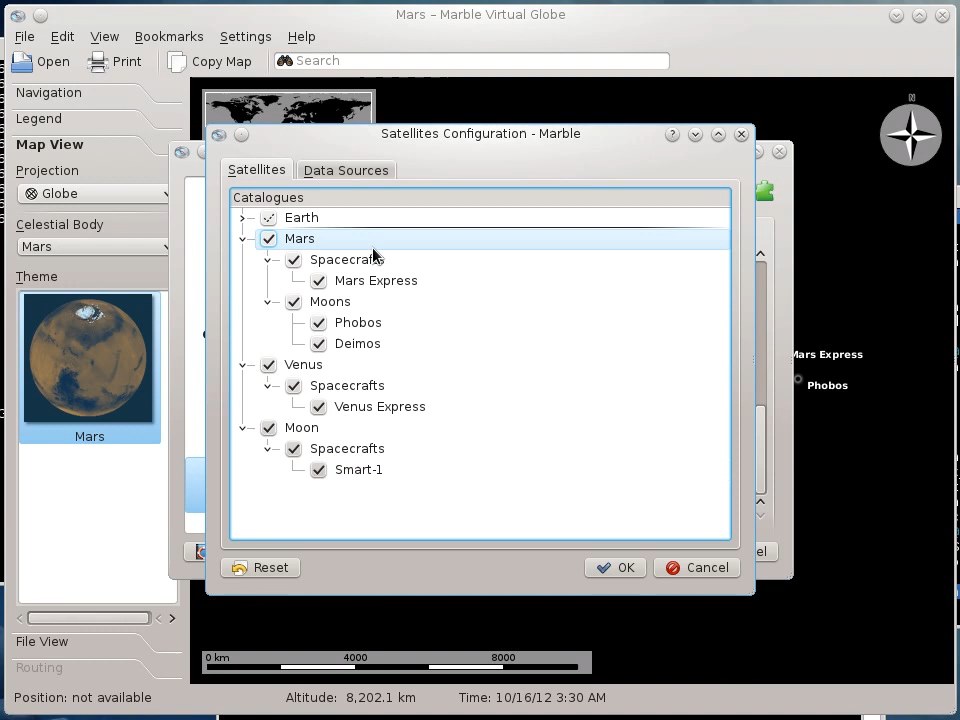 Mars – Marble Virtual Globe
File Edit View Bookmarks Settings Help
Open Print Copy Map Search
Navigation
Legend
Map View
Projection
Globe
Celestial Body
Mars
Theme
Mars
File View
Routing
N
Satellites Configuration - Marble
?
Satellites Data Sources
Catalogues
Earth
Mars
Spacecrafts
Mars Express
Moons
Phobos
Deimos
Venus
Spacecrafts
Venus Express
Moon
Spacecrafts
Smart-1
Reset OK Cancel
el
Mars Express
Phobos
0 km 4000 8000
Position: not available Altitude: 8,202.1 km Time: 10/16/12 3:30 AM